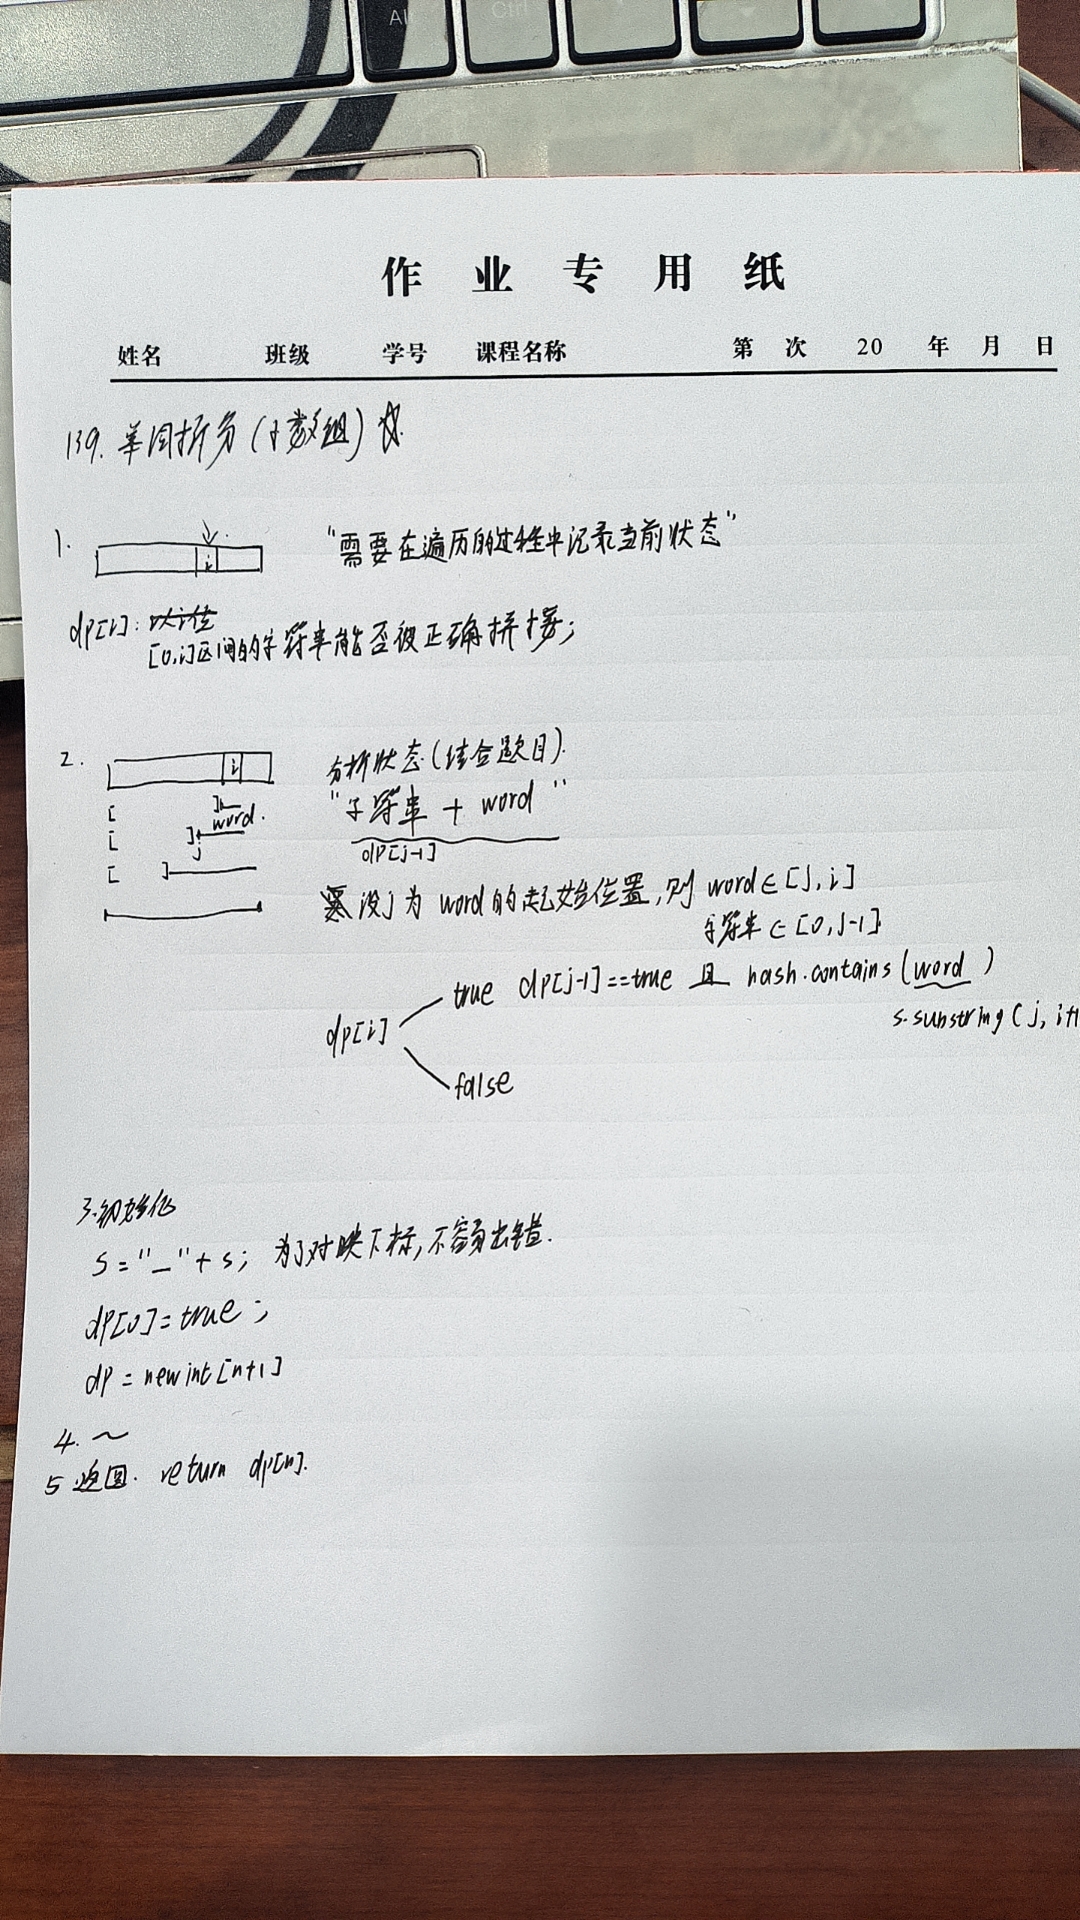 Al
Ctrl
作业专用纸
姓名 班级 学号 课程名称 第 次 20 年 月 日
139. 单词拆分(子数组)☆.
1. i "需要在遍历的过程中记录当前状态"
dp[i]: 以i位
[0,i]区间的字符串能否被正确拼接;
2. i 分析状态(结合题目).
[ ] word. "子字符串 + word"
[ ] j dp[j-1]
[ ]
设j为word的起始位置,则 word∈[j,i]
字符串∈[0,j-1]
true dp[j-1]==true 且 hash.contains(word)
s.substring(j, i+1
dp[i]
false
3.初始化
s="_"+s; 为了对映下标,不容易出错.
dp[0]=true;
dp = new int[n+1]
4. ~
5.返回. return dp[n].